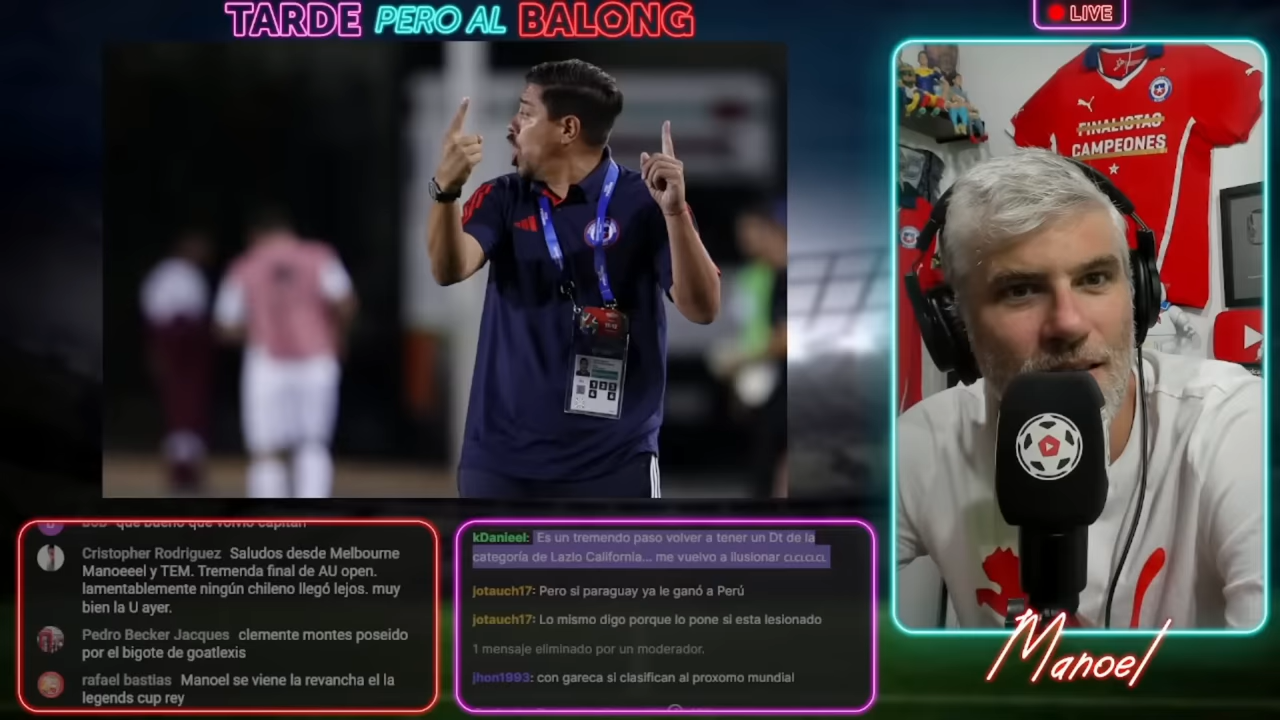 TARDE PERO AL BALONG
LIVE
FINALISTAS
CAMPEONES
que bueno que volvio capitan
Cristopher Rodriguez Saludos desde Melbourne
Manoeeel y TEM. Tremenda final de AU open.
lamentablemente ningún chileno llegó lejos. muy
bien la U ayer.
Pedro Becker Jacques clemente montes poseido
por el bigote de goatlexis
rafael bastias Manoel se viene la revancha el la
legends cup rey
kDanieel: Es un tremendo paso volver a tener un Dt de la
categoría de Lazlo California... me vuelvo a ilusionar cLcLcLcL
jotauch17: Pero si paraguay ya le ganó a Perú
jotauch17: Lo mismo digo porque lo pone si esta lesionado
1 mensaje eliminado por un moderador.
jhon1993: con gareca si clasifican al proxomo mundial
Manoel